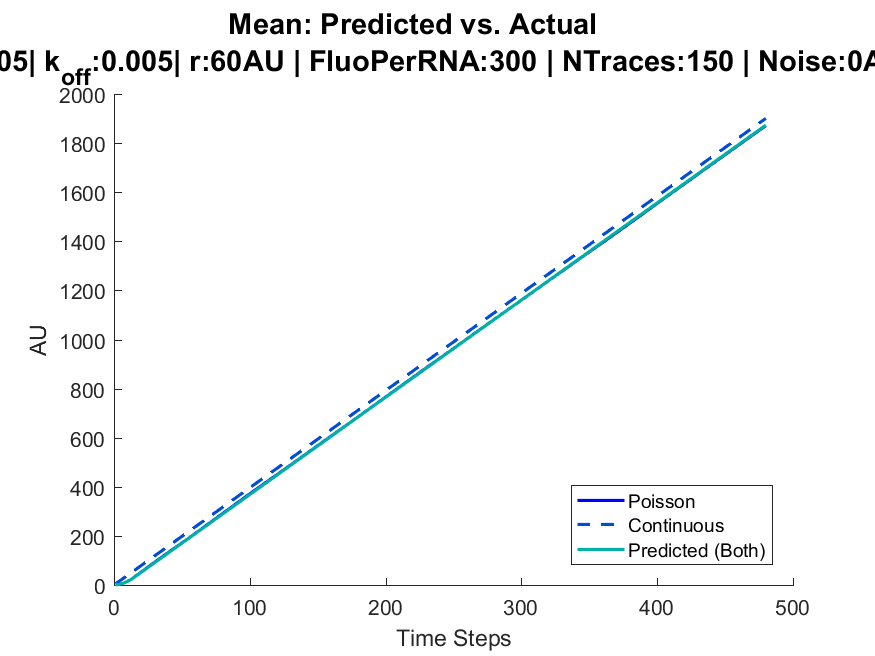 Mean: Predicted vs. Actual
05| k_off:0.005| r:60AU | FluoPerRNA:300 | NTraces:150 | Noise:0A
2000
1800
1600
1400
1200
1000
800
600
400
200
0
AU
Poisson
Continuous
Predicted (Both)
0 100 200 300 400 500
Time Steps